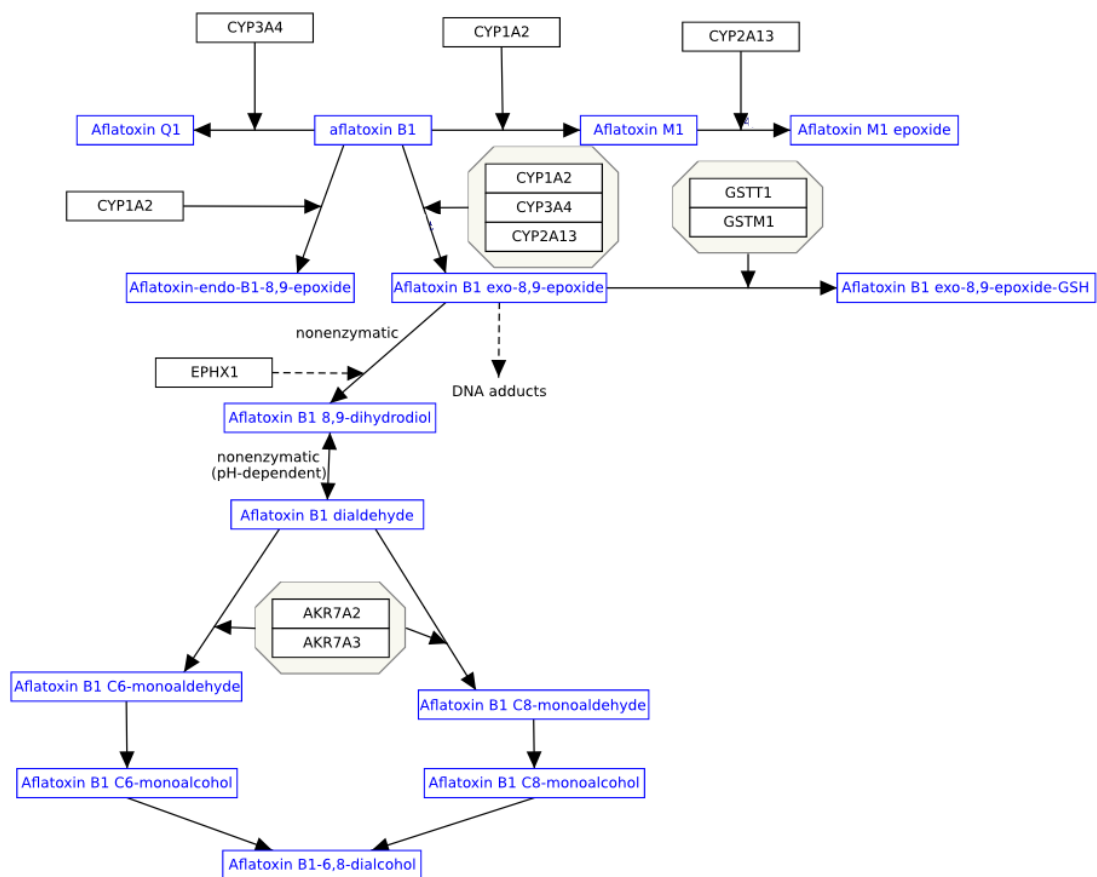 CYP3A4
CYP1A2
CYP2A13
Aflatoxin Q1
aflatoxin B1
Aflatoxin M1
Aflatoxin M1 epoxide
CYP1A2
CYP1A2
CYP3A4
CYP2A13
GSTT1
GSTM1
Aflatoxin-endo-B1-8,9-epoxide
Aflatoxin B1 exo-8,9-epoxide
Aflatoxin B1 exo-8,9-epoxide-GSH
nonenzymatic
EPHX1
DNA adducts
Aflatoxin B1 8,9-dihydrodiol
nonenzymatic
(pH-dependent)
Aflatoxin B1 dialdehyde
AKR7A2
AKR7A3
Aflatoxin B1 C6-monoaldehyde
Aflatoxin B1 C8-monoaldehyde
Aflatoxin B1 C6-monoalcohol
Aflatoxin B1 C8-monoalcohol
Aflatoxin B1-6,8-dialcohol